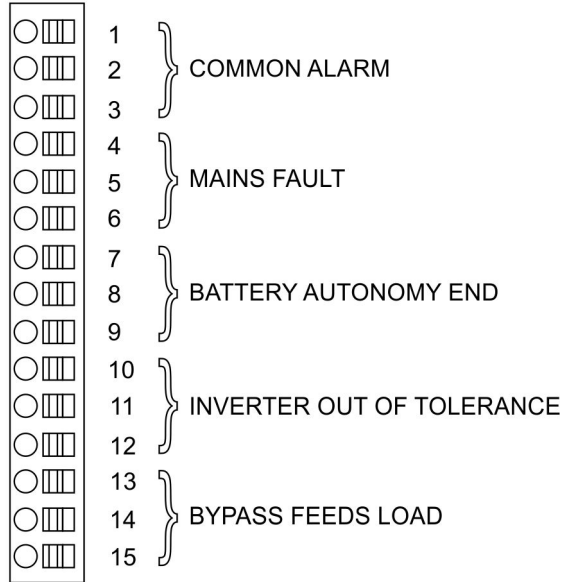 1
2 COMMON ALARM
3
4
5 MAINS FAULT
6
7
8 BATTERY AUTONOMY END
9
10
11 INVERTER OUT OF TOLERANCE
12
13
14 BYPASS FEEDS LOAD
15